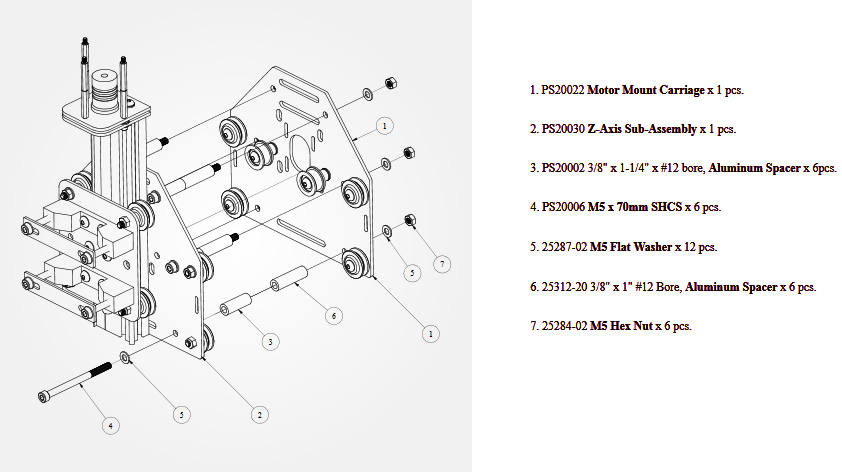 1
5
7
6
3
1
5
2
4
1. PS20022 Motor Mount Carriage x 1 pcs.
2. PS20030 Z-Axis Sub-Assembly x 1 pcs.
3. PS20002 3/8" x 1-1/4" x #12 bore, Aluminum Spacer x 6pcs.
4. PS20006 M5 x 70mm SHCS x 6 pcs.
5. 25287-02 M5 Flat Washer x 12 pcs.
6. 25312-20 3/8" x 1" #12 Bore, Aluminum Spacer x 6 pcs.
7. 25284-02 M5 Hex Nut x 6 pcs.